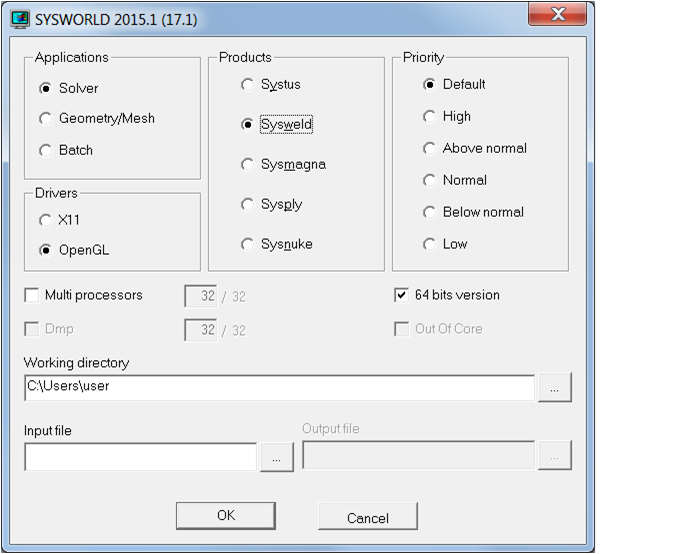 SYSWORLD 2015.1 (17.1)
Applications
Solver
Geometry/Mesh
Batch
Drivers
X11
OpenGL
Products
Systus
Sysweld
Sysmagna
Sysply
Sysnuke
Priority
Default
High
Above normal
Normal
Below normal
Low
Multi processors 32 / 32 64 bits version
Dmp 32 / 32 Out Of Core
Working directory
C:\Users\user ...
Input file Output file
... ...
OK Cancel